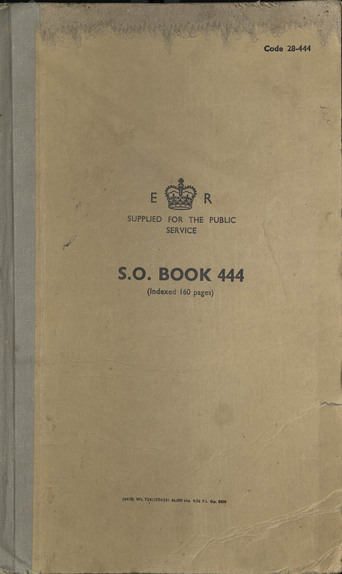 Code 28-444
E R
SUPPLIED FOR THE PUBLIC
SERVICE
S.O. BOOK 444
(Indexed 160 pages)